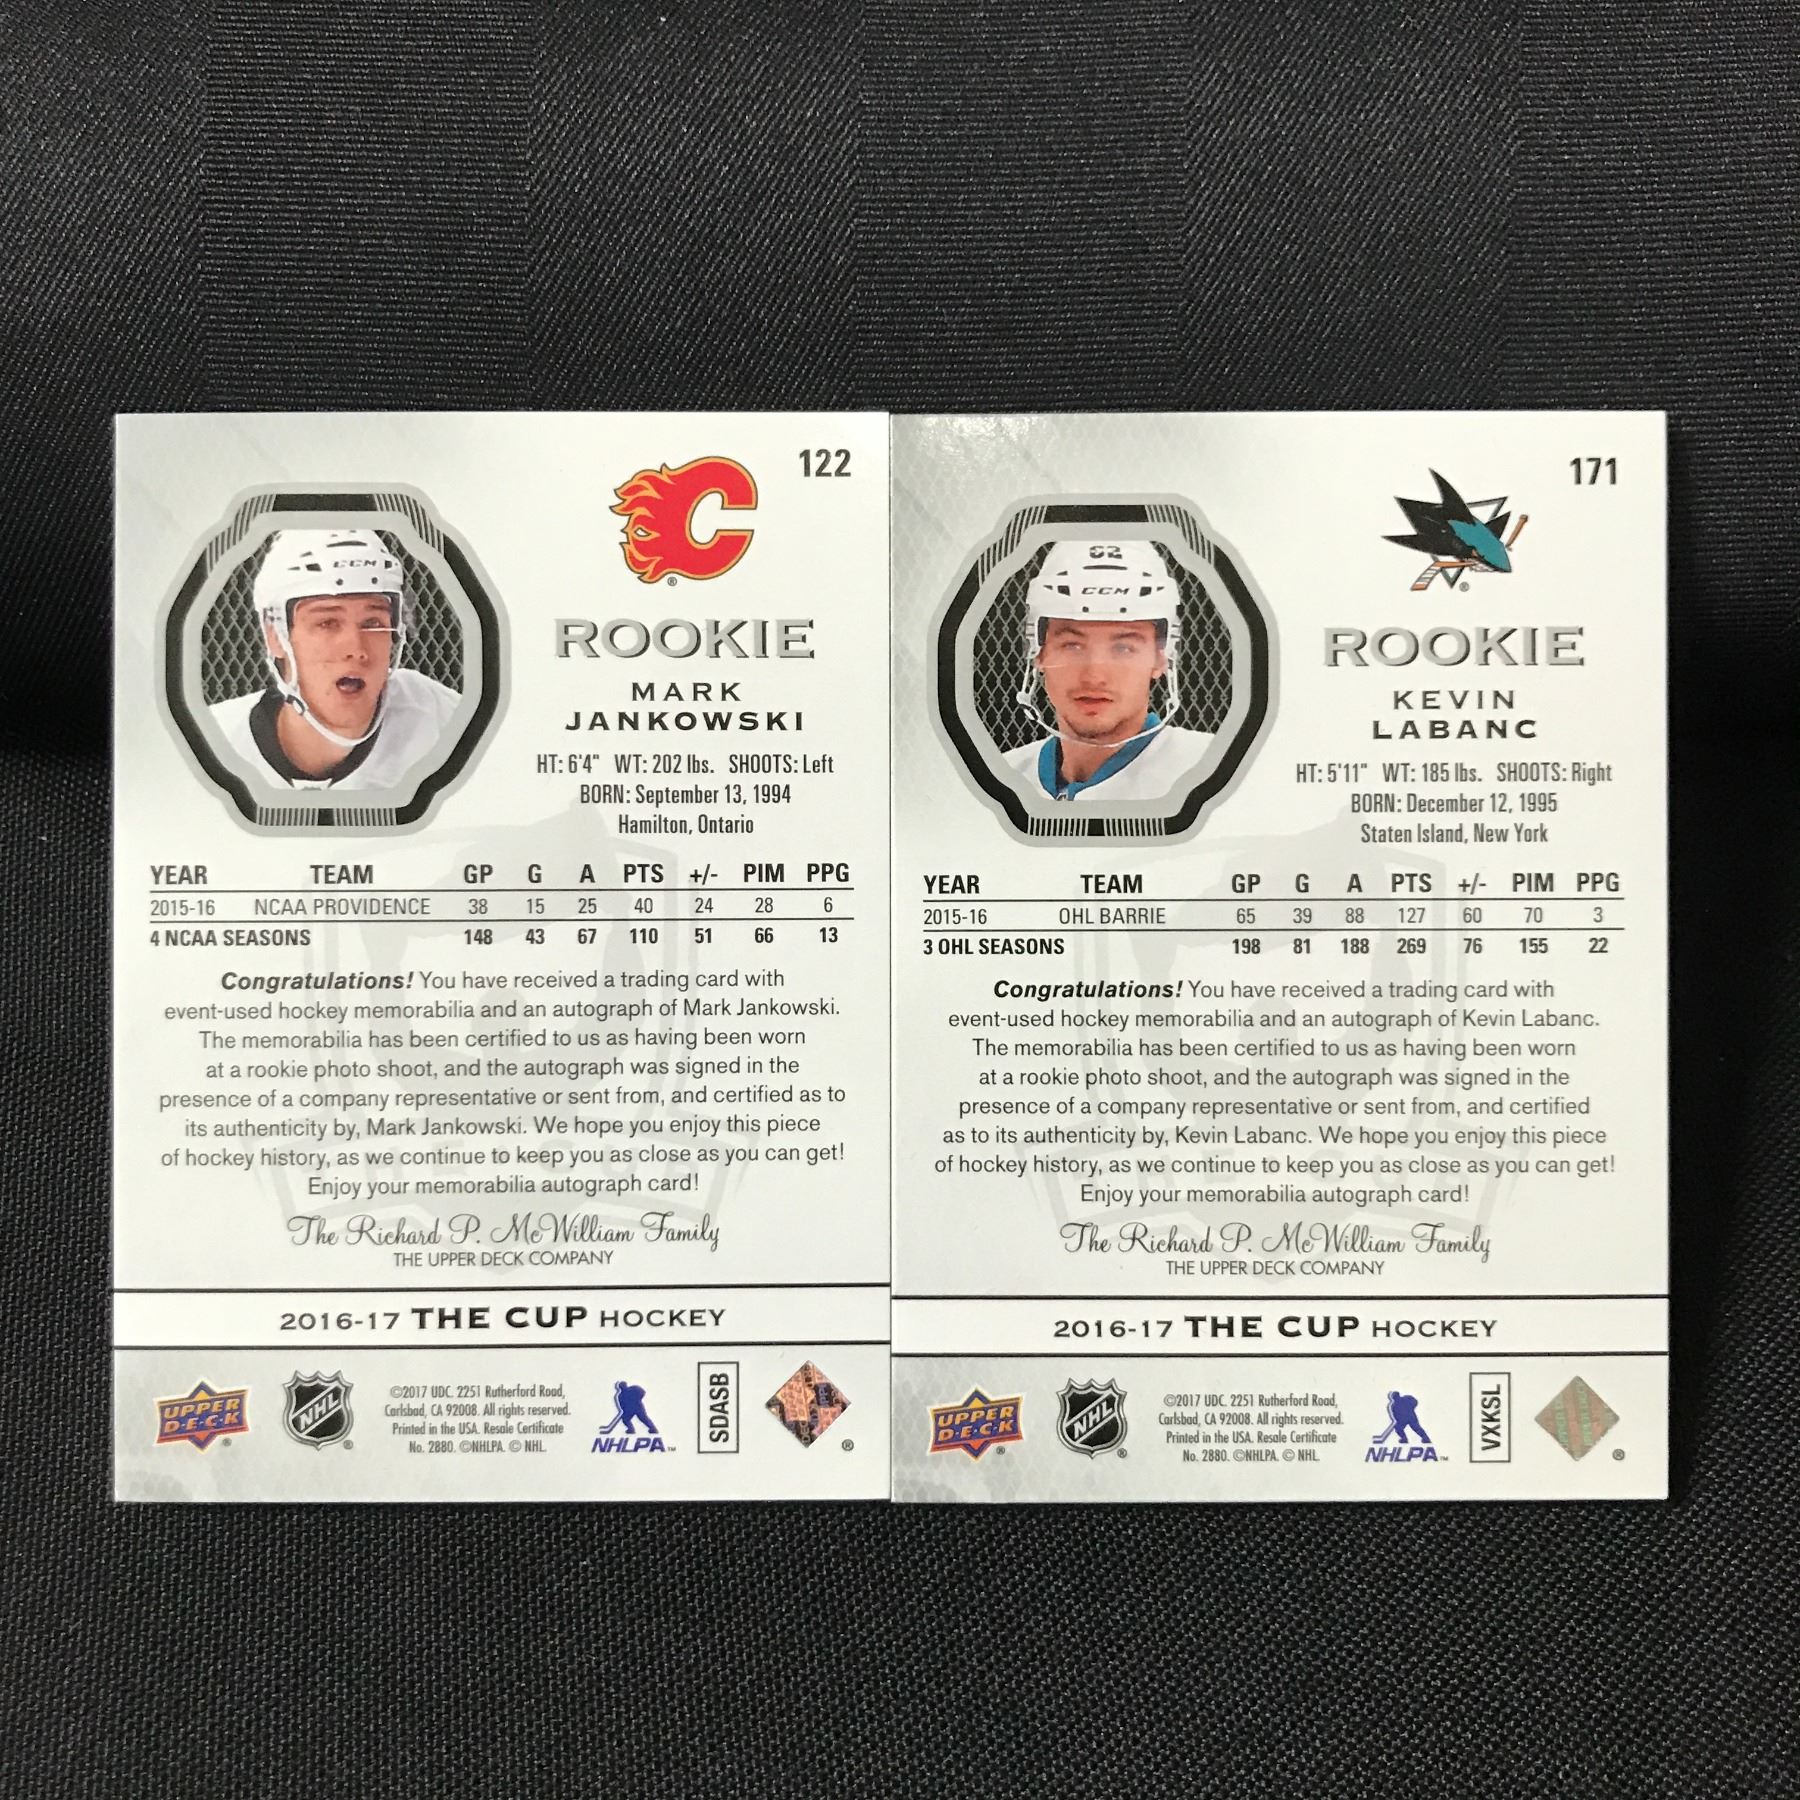 122
CCM
ROOKIE
MARK
JANKOWSKI
HT: 6'4" WT: 202 lbs. SHOOTS: Left
BORN: September 13, 1994
Hamilton, Ontario
YEAR TEAM GP G A PTS +/- PIM PPG
2015-16 NCAA PROVIDENCE 38 15 25 40 24 28 6
4 NCAA SEASONS 148 43 67 110 51 66 13
Congratulations! You have received a trading card with
event-used hockey memorabilia and an autograph of Mark Jankowski.
The memorabilia has been certified to us as having been worn
at a rookie photo shoot, and the autograph was signed in the
presence of a company representative or sent from, and certified as to
its authenticity by, Mark Jankowski. We hope you enjoy this piece
of hockey history, as we continue to keep you as close as you can get!
Enjoy your memorabilia autograph card!
The Richard P. McWilliam Family
THE UPPER DECK COMPANY
2016-17 THE CUP HOCKEY
UPPER
D·E·C·K
®
NHL
®
©2017 UDC. 2251 Rutherford Road,
Carlsbad, CA 92008. All rights reserved.
Printed in the USA. Resale Certificate
No. 2880. ©NHLPA. © NHL.
NHLPA™
SDASB
®
171
62
CCM
ROOKIE
KEVIN
LABANC
HT: 5'11" WT: 185 lbs. SHOOTS: Right
BORN: December 12, 1995
Staten Island, New York
YEAR TEAM GP G A PTS +/- PIM PPG
2015-16 OHL BARRIE 65 39 88 127 60 70 3
3 OHL SEASONS 198 81 188 269 76 155 22
Congratulations! You have received a trading card with
event-used hockey memorabilia and an autograph of Kevin Labanc.
The memorabilia has been certified to us as having been worn
at a rookie photo shoot, and the autograph was signed in the
presence of a company representative or sent from, and certified
as to its authenticity by, Kevin Labanc. We hope you enjoy this piece
of hockey history, as we continue to keep you as close as you can get!
Enjoy your memorabilia autograph card!
The Richard P. McWilliam Family
THE UPPER DECK COMPANY
2016-17 THE CUP HOCKEY
UPPER
D·E·C·K
®
NHL
®
©2017 UDC. 2251 Rutherford Road,
Carlsbad, CA 92008. All rights reserved.
Printed in the USA. Resale Certificate
No. 2880. ©NHLPA. © NHL.
NHLPA™
VXKSL
®